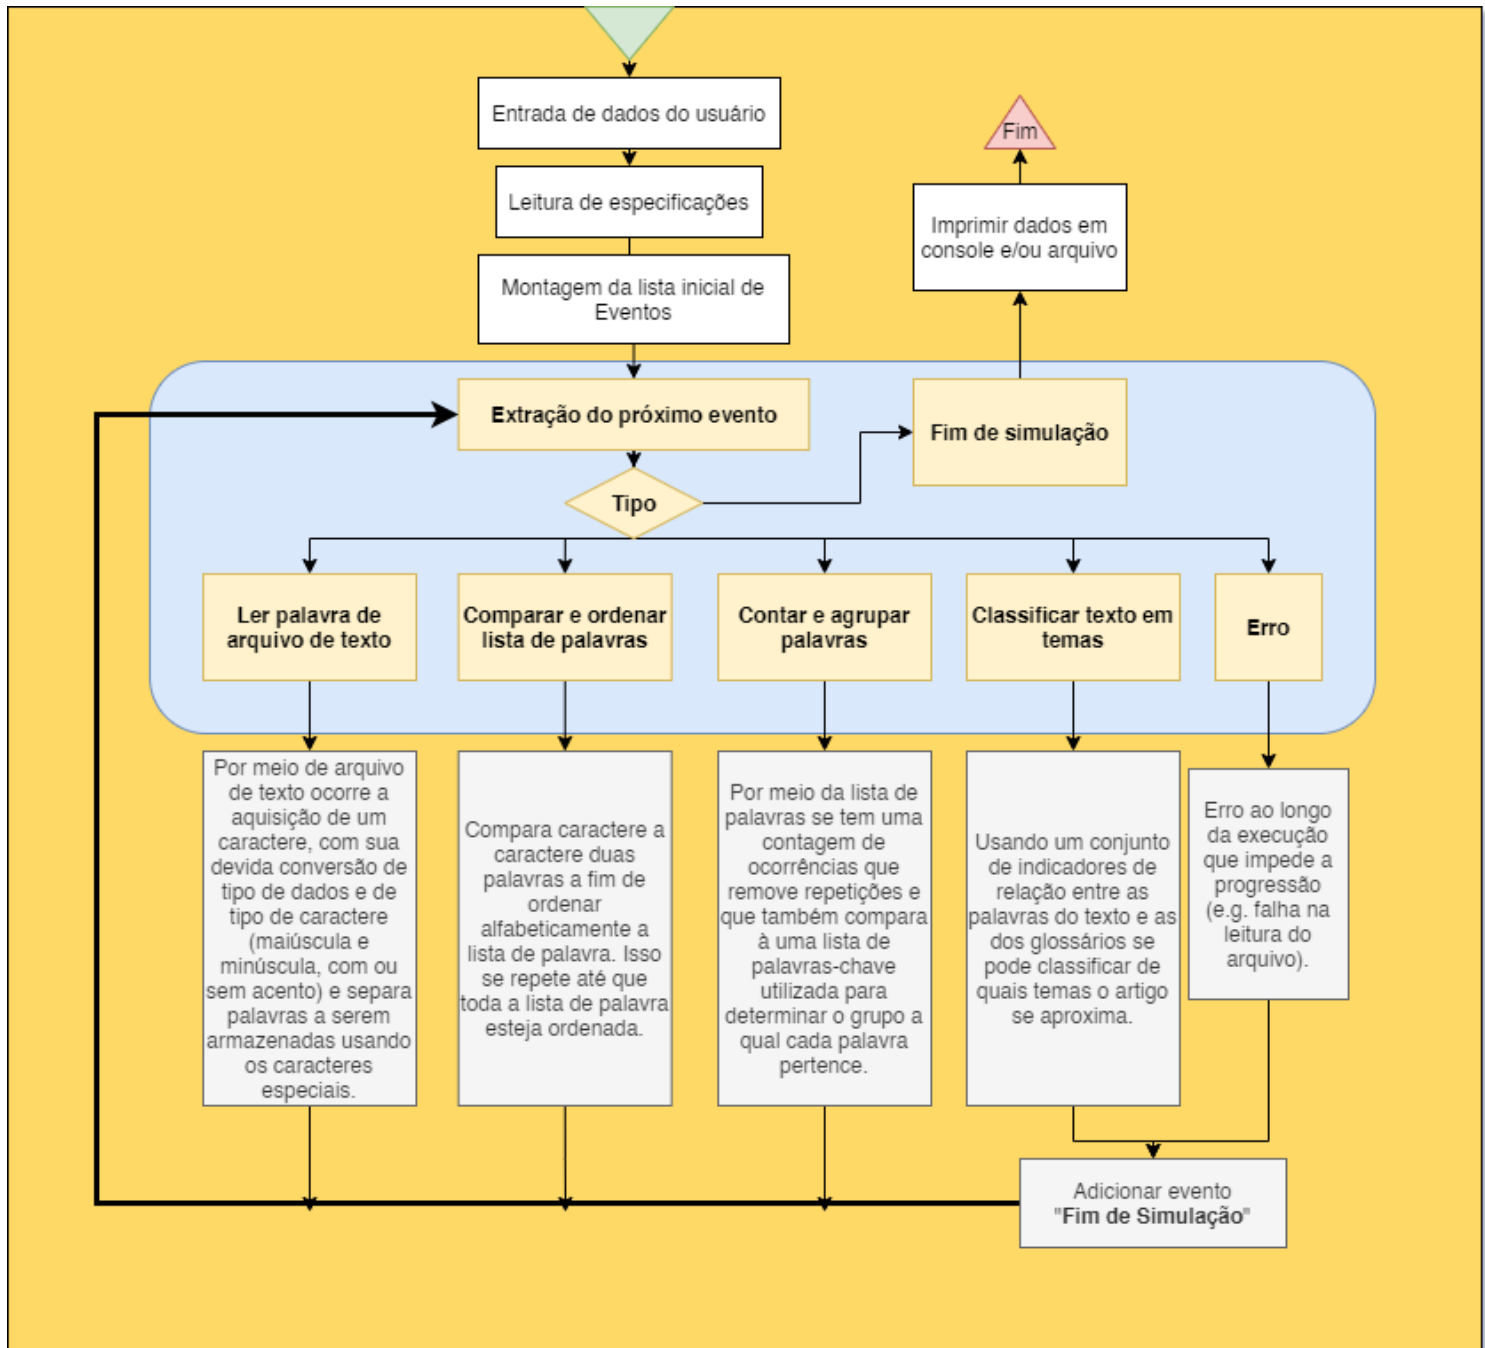 Entrada de dados do usuário
Leitura de especificações
Montagem da lista inicial de
Eventos
Fim
Imprimir dados em
console e/ou arquivo
Extração do próximo evento
Fim de simulação
Tipo
Ler palavra de
arquivo de texto
Comparar e ordenar
lista de palavras
Contar e agrupar
palavras
Classificar texto em
temas
Erro
Por meio de arquivo
de texto ocorre a
aquisição de um
caractere, com sua
devida conversão de
tipo de dados e de
tipo de caractere
(maiúscula e
minúscula, com ou
sem acento) e separa
palavras a serem
armazenadas usando
os caracteres
especiais.
Compara caractere a
caractere duas
palavras a fim de
ordenar
alfabeticamente a
lista de palavra. Isso
se repete até que
toda a lista de palavra
esteja ordenada.
Por meio da lista de
palavras se tem uma
contagem de
ocorrências que
remove repetições e
que também compara
à uma lista de
palavras-chave
utilizada para
determinar o grupo a
qual cada palavra
pertence.
Usando um conjunto
de indicadores de
relação entre as
palavras do texto e as
dos glossários se
pode classificar de
quais temas o artigo
se aproxima.
Erro ao longo
da execução
que impede a
progressão
(e.g. falha na
leitura do
arquivo).
Adicionar evento
"Fim de Simulação"